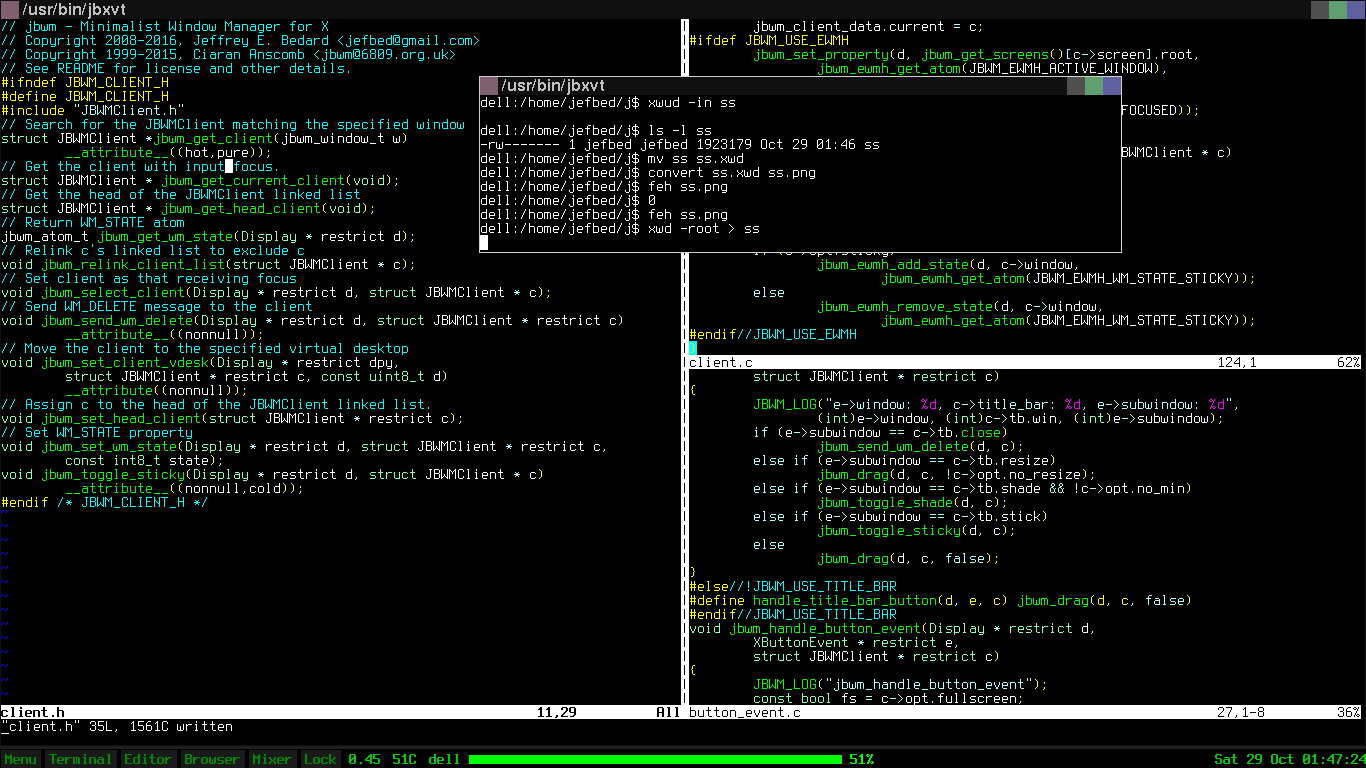 /usr/bin/jbxvt
// jbwm - Minimalist Window Manager for X
// Copyright 2008-2016, Jeffrey E. Bedard <jefbed@gmail.com>
// Copyright 1999-2015, Ciaran Anscomb <jbwm@6809.org.uk>
// See README for license and other details.
#ifndef JBWM_CLIENT_H
#define JBWM_CLIENT_H
#include "JBWMClient.h"
// Search for the JBWMClient matching the specified window
struct JBWMClient *jbwm_get_client(jbwm_window_t w)
__attribute__((hot,pure));
// Get the client with input focus.
struct JBWMClient * jbwm_get_current_client(void);
// Get the head of the JBWMClient linked list
struct JBWMClient * jbwm_get_head_client(void);
// Return WM_STATE atom
jbwm_atom_t jbwm_get_wm_state(Display * restrict d);
// Relink c's linked list to exclude c
void jbwm_relink_client_list(struct JBWMClient * c);
// Set client as that receiving focus
void jbwm_select_client(Display * restrict d, struct JBWMClient * c);
// Send WM_DELETE message to the client
void jbwm_send_wm_delete(Display * restrict d, struct JBWMClient * restrict c)
__attribute__((nonnull));
// Move the client to the specified virtual desktop
void jbwm_set_client_vdesk(Display * restrict dpy,
struct JBWMClient * restrict c, const uint8_t d)
__attribute((nonnull));
// Assign c to the head of the JBWMClient linked list.
void jbwm_set_head_client(struct JBWMClient * restrict c);
// Set WM_STATE property
void jbwm_set_wm_state(Display * restrict d, struct JBWMClient * restrict c,
const int8_t state);
void jbwm_toggle_sticky(Display * restrict d, struct JBWMClient * c)
__attribute__((nonnull,cold));
#endif /* JBWM_CLIENT_H */
~
~
~
~
~
~
~
~
~
~
~
~
~
~
client.h 11,29 All
"client.h" 35L, 1561C written
/usr/bin/jbxvt
dell:/home/jefbed/j$ xwud -in ss
dell:/home/jefbed/j$ ls -l ss
-rw------- 1 jefbed jefbed 1923179 Oct 29 01:46 ss
dell:/home/jefbed/j$ mv ss ss.xwd
dell:/home/jefbed/j$ convert ss.xwd ss.png
dell:/home/jefbed/j$ feh ss.png
dell:/home/jefbed/j$ 0
dell:/home/jefbed/j$ feh ss.png
dell:/home/jefbed/j$ xwd -root > ss
jbwm_client_data.current = c;
#ifdef JBWM_USE_EWMH
jbwm_set_property(d, jbwm_get_screens()[c->screen].root,
jbwm_ewmh_get_atom(JBWM_EWMH_ACTIVE_WINDOW),
FOCUSED));
BWMClient * c)
jbwm_ewmh_add_state(d, c->window,
jbwm_ewmh_get_atom(JBWM_EWMH_WM_STATE_STICKY));
else
jbwm_ewmh_remove_state(d, c->window,
jbwm_ewmh_get_atom(JBWM_EWMH_WM_STATE_STICKY));
#endif//JBWM_USE_EWMH
client.c 124,1 62%
struct JBWMClient * restrict c)
{
JBWM_LOG("e->window: %d, c->title_bar: %d, e->subwindow: %d",
(int)e->window, (int)c->tb.win, (int)e->subwindow);
if (e->subwindow == c->tb.close)
jbwm_send_wm_delete(d, c);
else if (e->subwindow == c->tb.resize)
jbwm_drag(d, c, !c->opt.no_resize);
else if (e->subwindow == c->tb.shade && !c->opt.no_min)
jbwm_toggle_shade(d, c);
else if (e->subwindow == c->tb.stick)
jbwm_toggle_sticky(d, c);
else
jbwm_drag(d, c, false);
}
#else//!JBWM_USE_TITLE_BAR
#define handle_title_bar_button(d, e, c) jbwm_drag(d, c, false)
#endif//JBWM_USE_TITLE_BAR
void jbwm_handle_button_event(Display * restrict d,
XButtonEvent * restrict e,
struct JBWMClient * restrict c)
{
JBWM_LOG("jbwm_handle_button_event");
const bool fs = c->opt.fullscreen;
button_event.c 27,1-8 36%
Menu Terminal Editor Browser Mixer Lock 0.45 51C dell 51% Sat 29 Oct 01:47:24